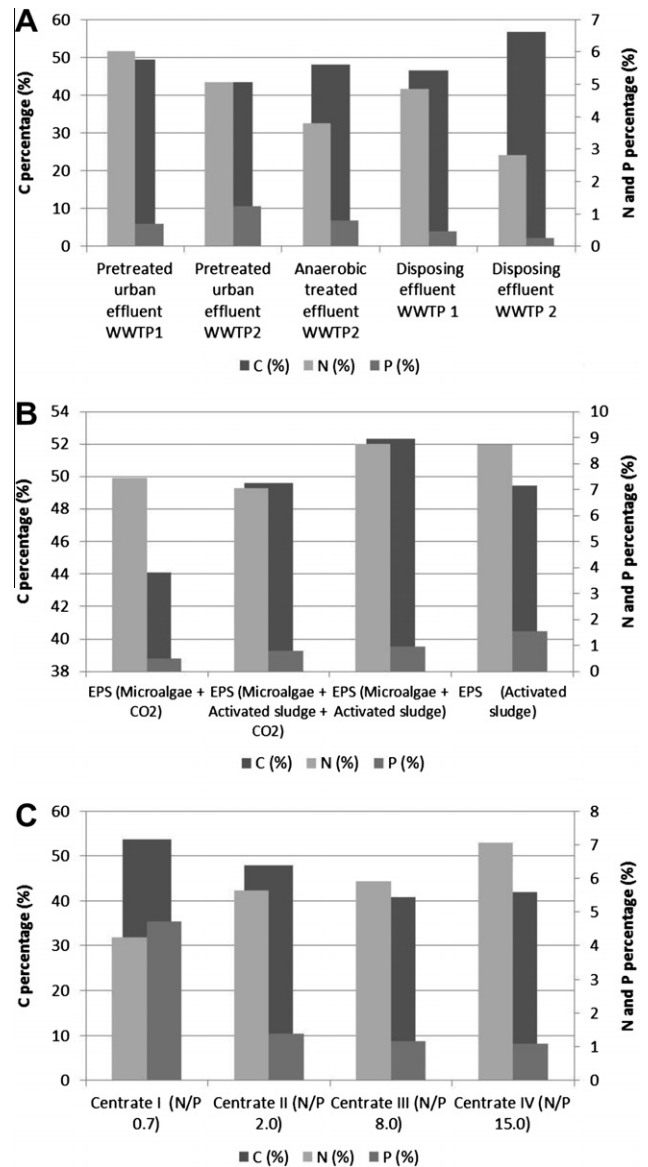 A
C percentage (%)
60
50
40
30
20
10
0
7
6
5
4
3
2
1
0
N and P percentage (%)
Pretreated urban effluent WWTP1
Pretreated urban effluent WWTP2
Anaerobic treated effluent WWTP2
Disposing effluent WWTP 1
Disposing effluent WWTP 2
C (%) N (%) P (%)
B
C percentage (%)
54
52
50
48
46
44
42
40
38
10
9
8
7
6
5
4
3
2
1
0
N and P percentage (%)
EPS (Microalgae + CO2)
EPS (Microalgae + Activated sludge + CO2)
EPS (Microalgae + Activated sludge)
EPS (Activated sludge)
C (%) N (%) P (%)
C
C percentage (%)
60
50
40
30
20
10
0
8
7
6
5
4
3
2
1
0
N and P percentage (%)
Centrate I (N/P 0.7)
Centrate II (N/P 2.0)
Centrate III (N/P 8.0)
Centrate IV (N/P 15.0)
C (%) N (%) P (%)